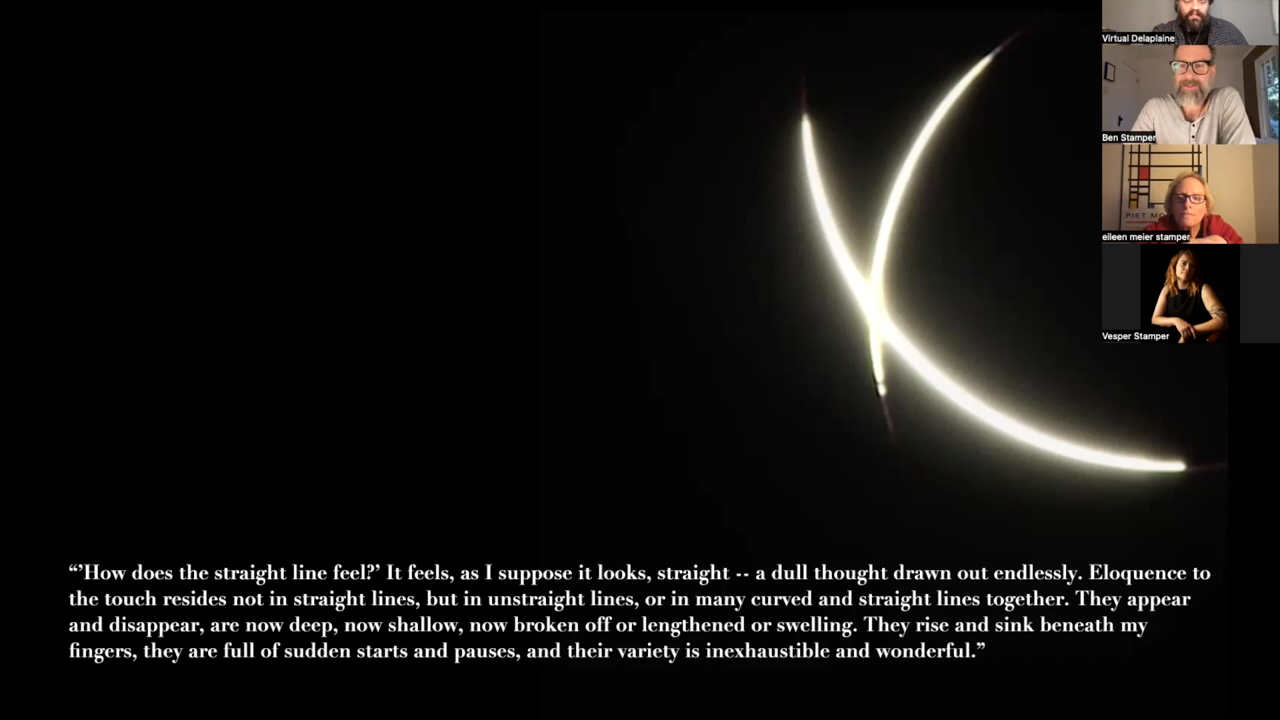 Virtual Delaplaine
Ben Stamper
PIET MO
eileen meier stamper
Vesper Stamper
“’How does the straight line feel?’ It feels, as I suppose it looks, straight -- a dull thought drawn out endlessly. Eloquence to
the touch resides not in straight lines, but in unstraight lines, or in many curved and straight lines together. They appear
and disappear, are now deep, now shallow, now broken off or lengthened or swelling. They rise and sink beneath my
fingers, they are full of sudden starts and pauses, and their variety is inexhaustible and wonderful.”